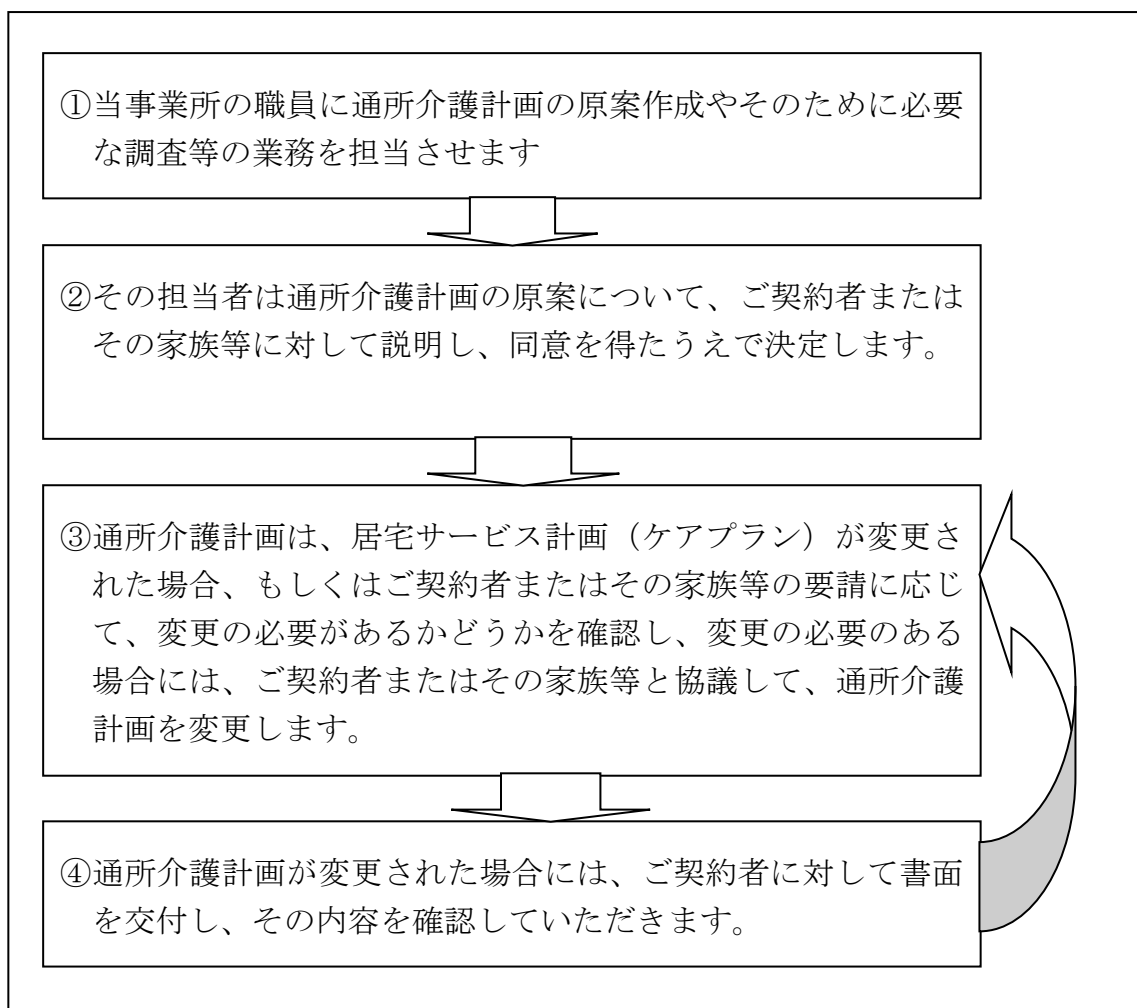 ①当事業所の職員に通所介護計画の原案作成やそのために必要
な調査等の業務を担当させます
②その担当者は通所介護計画の原案について、ご契約者または
その家族等に対して説明し、同意を得たうえで決定します。
③通所介護計画は、居宅サービス計画（ケアプラン）が変更さ
れた場合、もしくはご契約者またはその家族等の要請に応じ
て、変更の必要があるかどうかを確認し、変更の必要のある
場合には、ご契約者またはその家族等と協議して、通所介護
計画を変更します。
④通所介護計画が変更された場合には、ご契約者に対して書面
を交付し、その内容を確認していただきます。